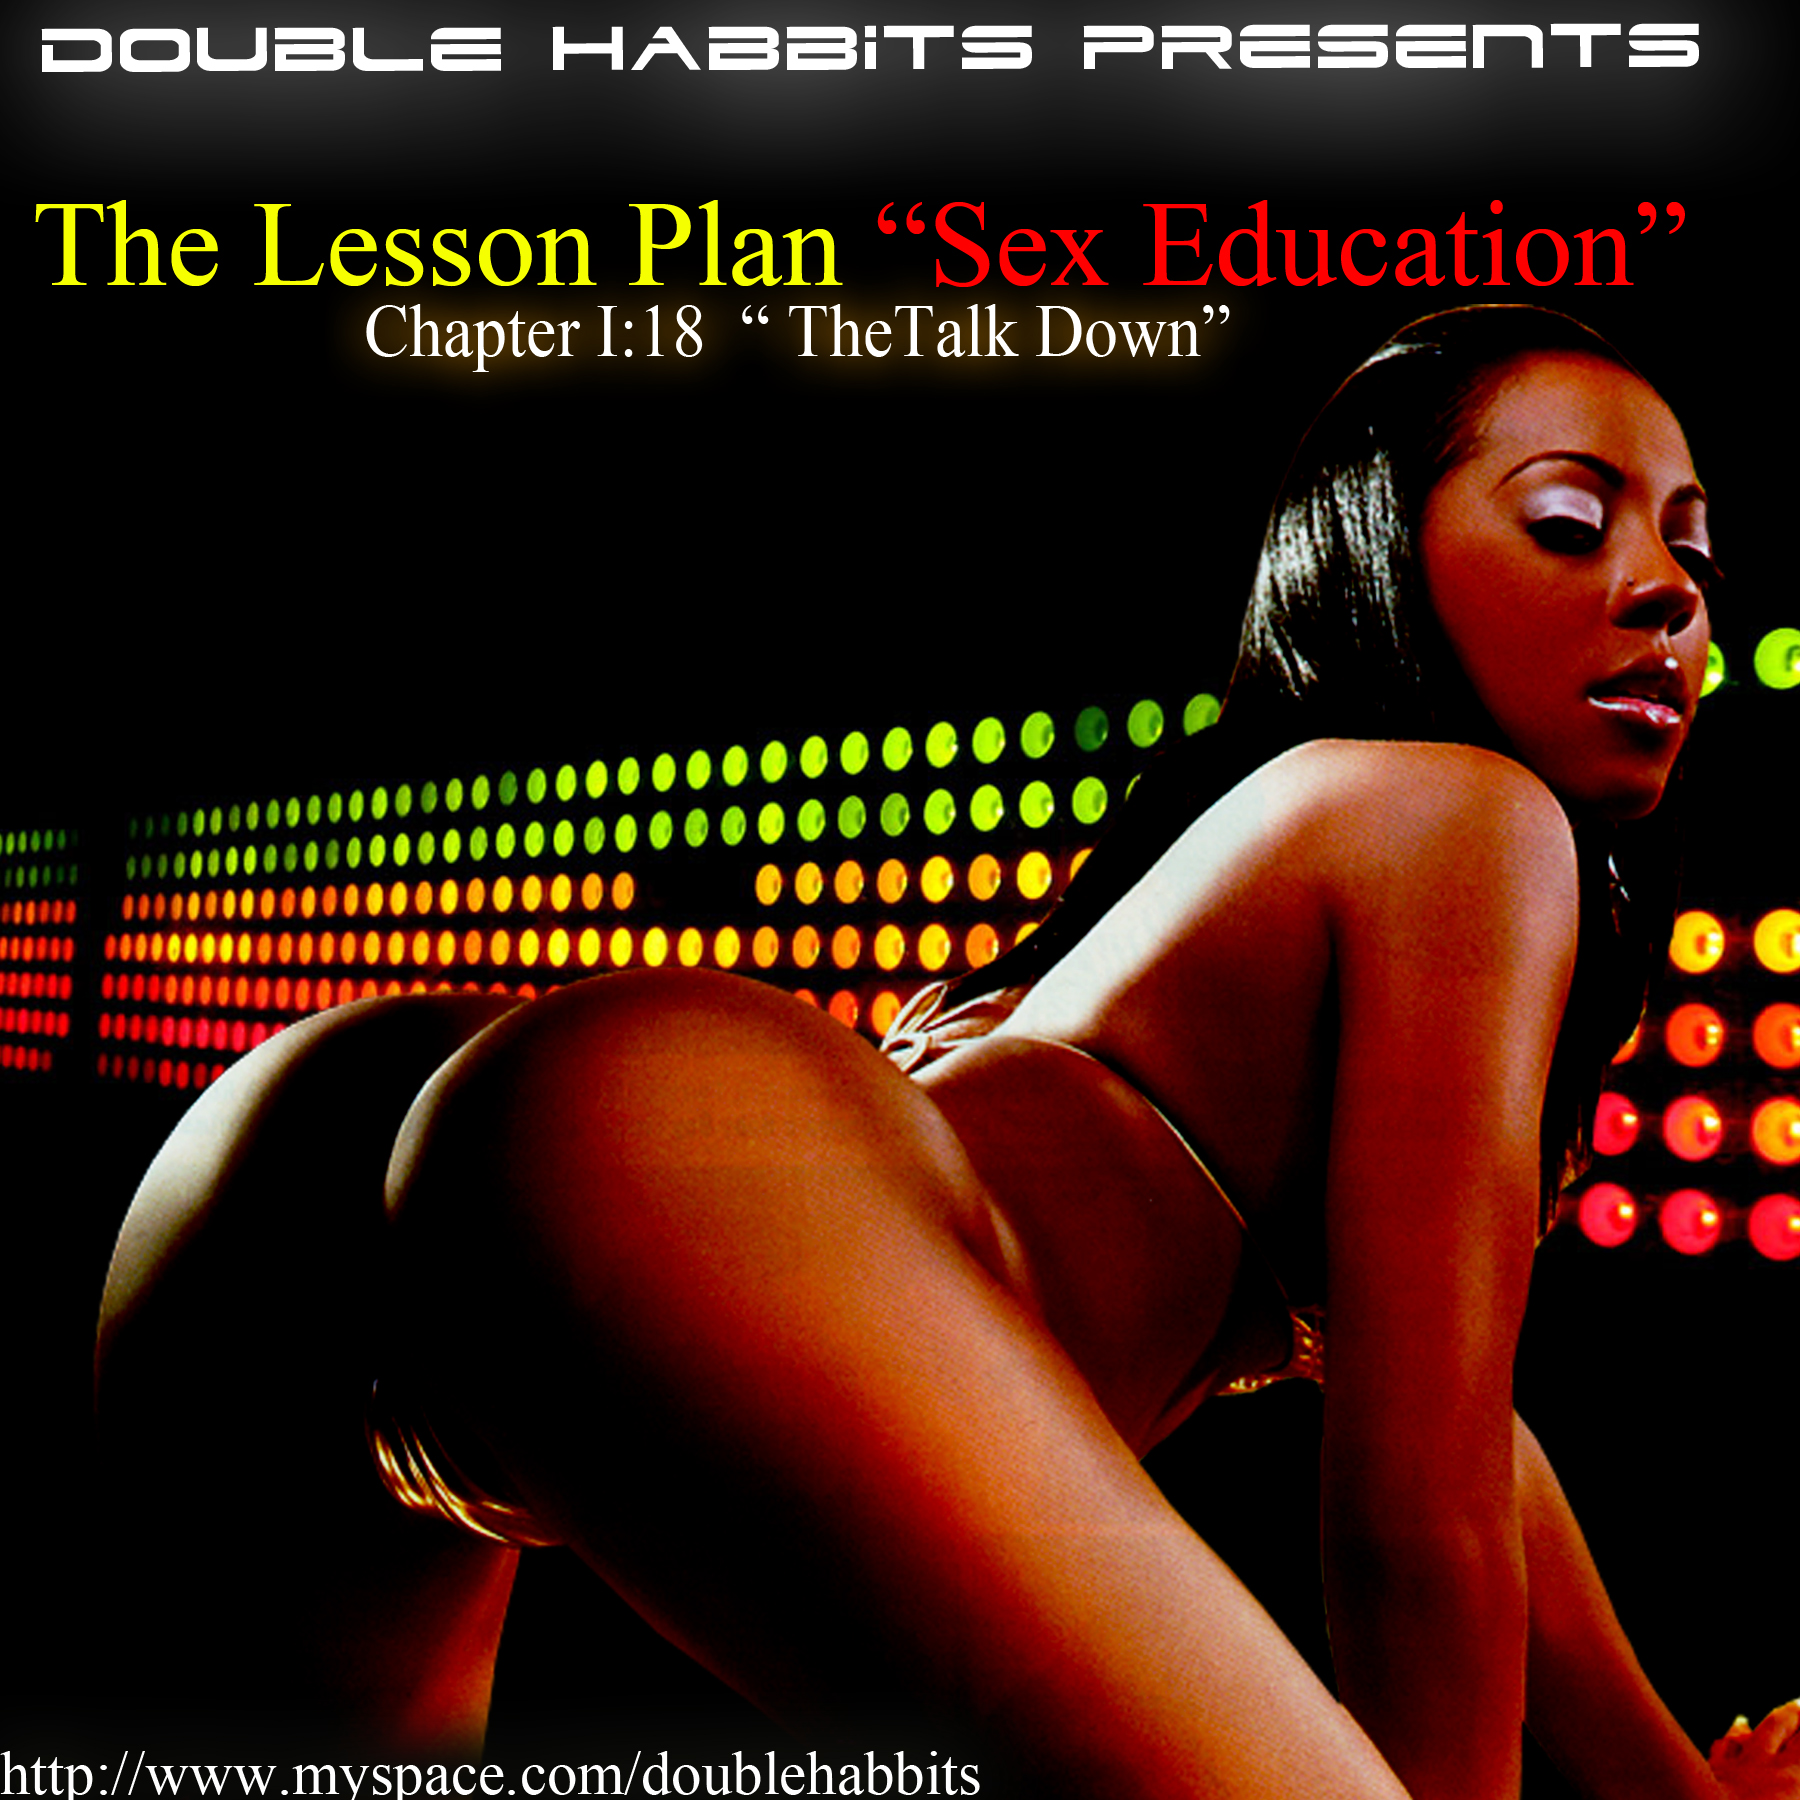 DOUBLE HABBiTS PRESENTS
The Lesson Plan “Sex Education”
Chapter I:18 “ TheTalk Down”
http://www.myspace.com/doublehabbits